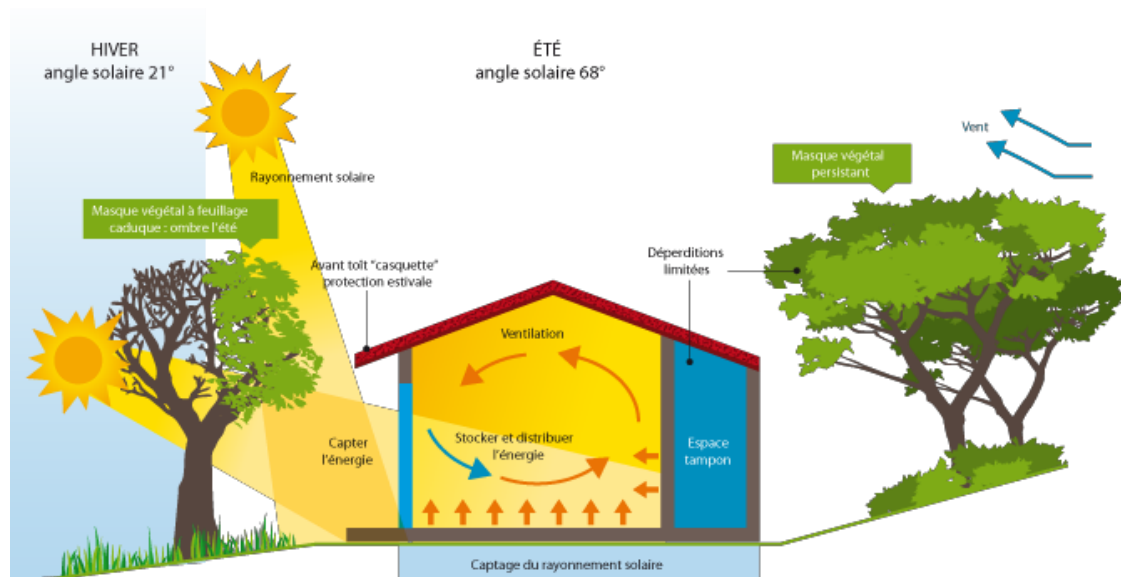 HIVER
angle solaire 21°
ÉTÉ
angle solaire 68°
Vent
Masque végétal
persistant
Rayonnement solaire
Masque végétal à feuillage
caduque : ombre l'été
Avant toît "casquette"
protection estivale
Déperditions
limitées
Ventilation
Capter
l'énergie
Stocker et distribuer
l'énergie
Espace
tampon
Captage du rayonnement solaire